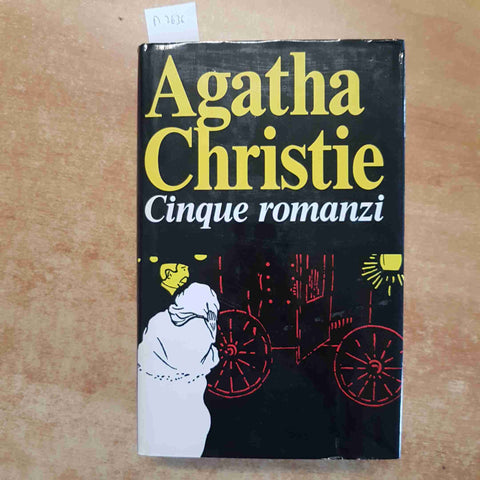 Agatha
Christie
Cinque romanzi